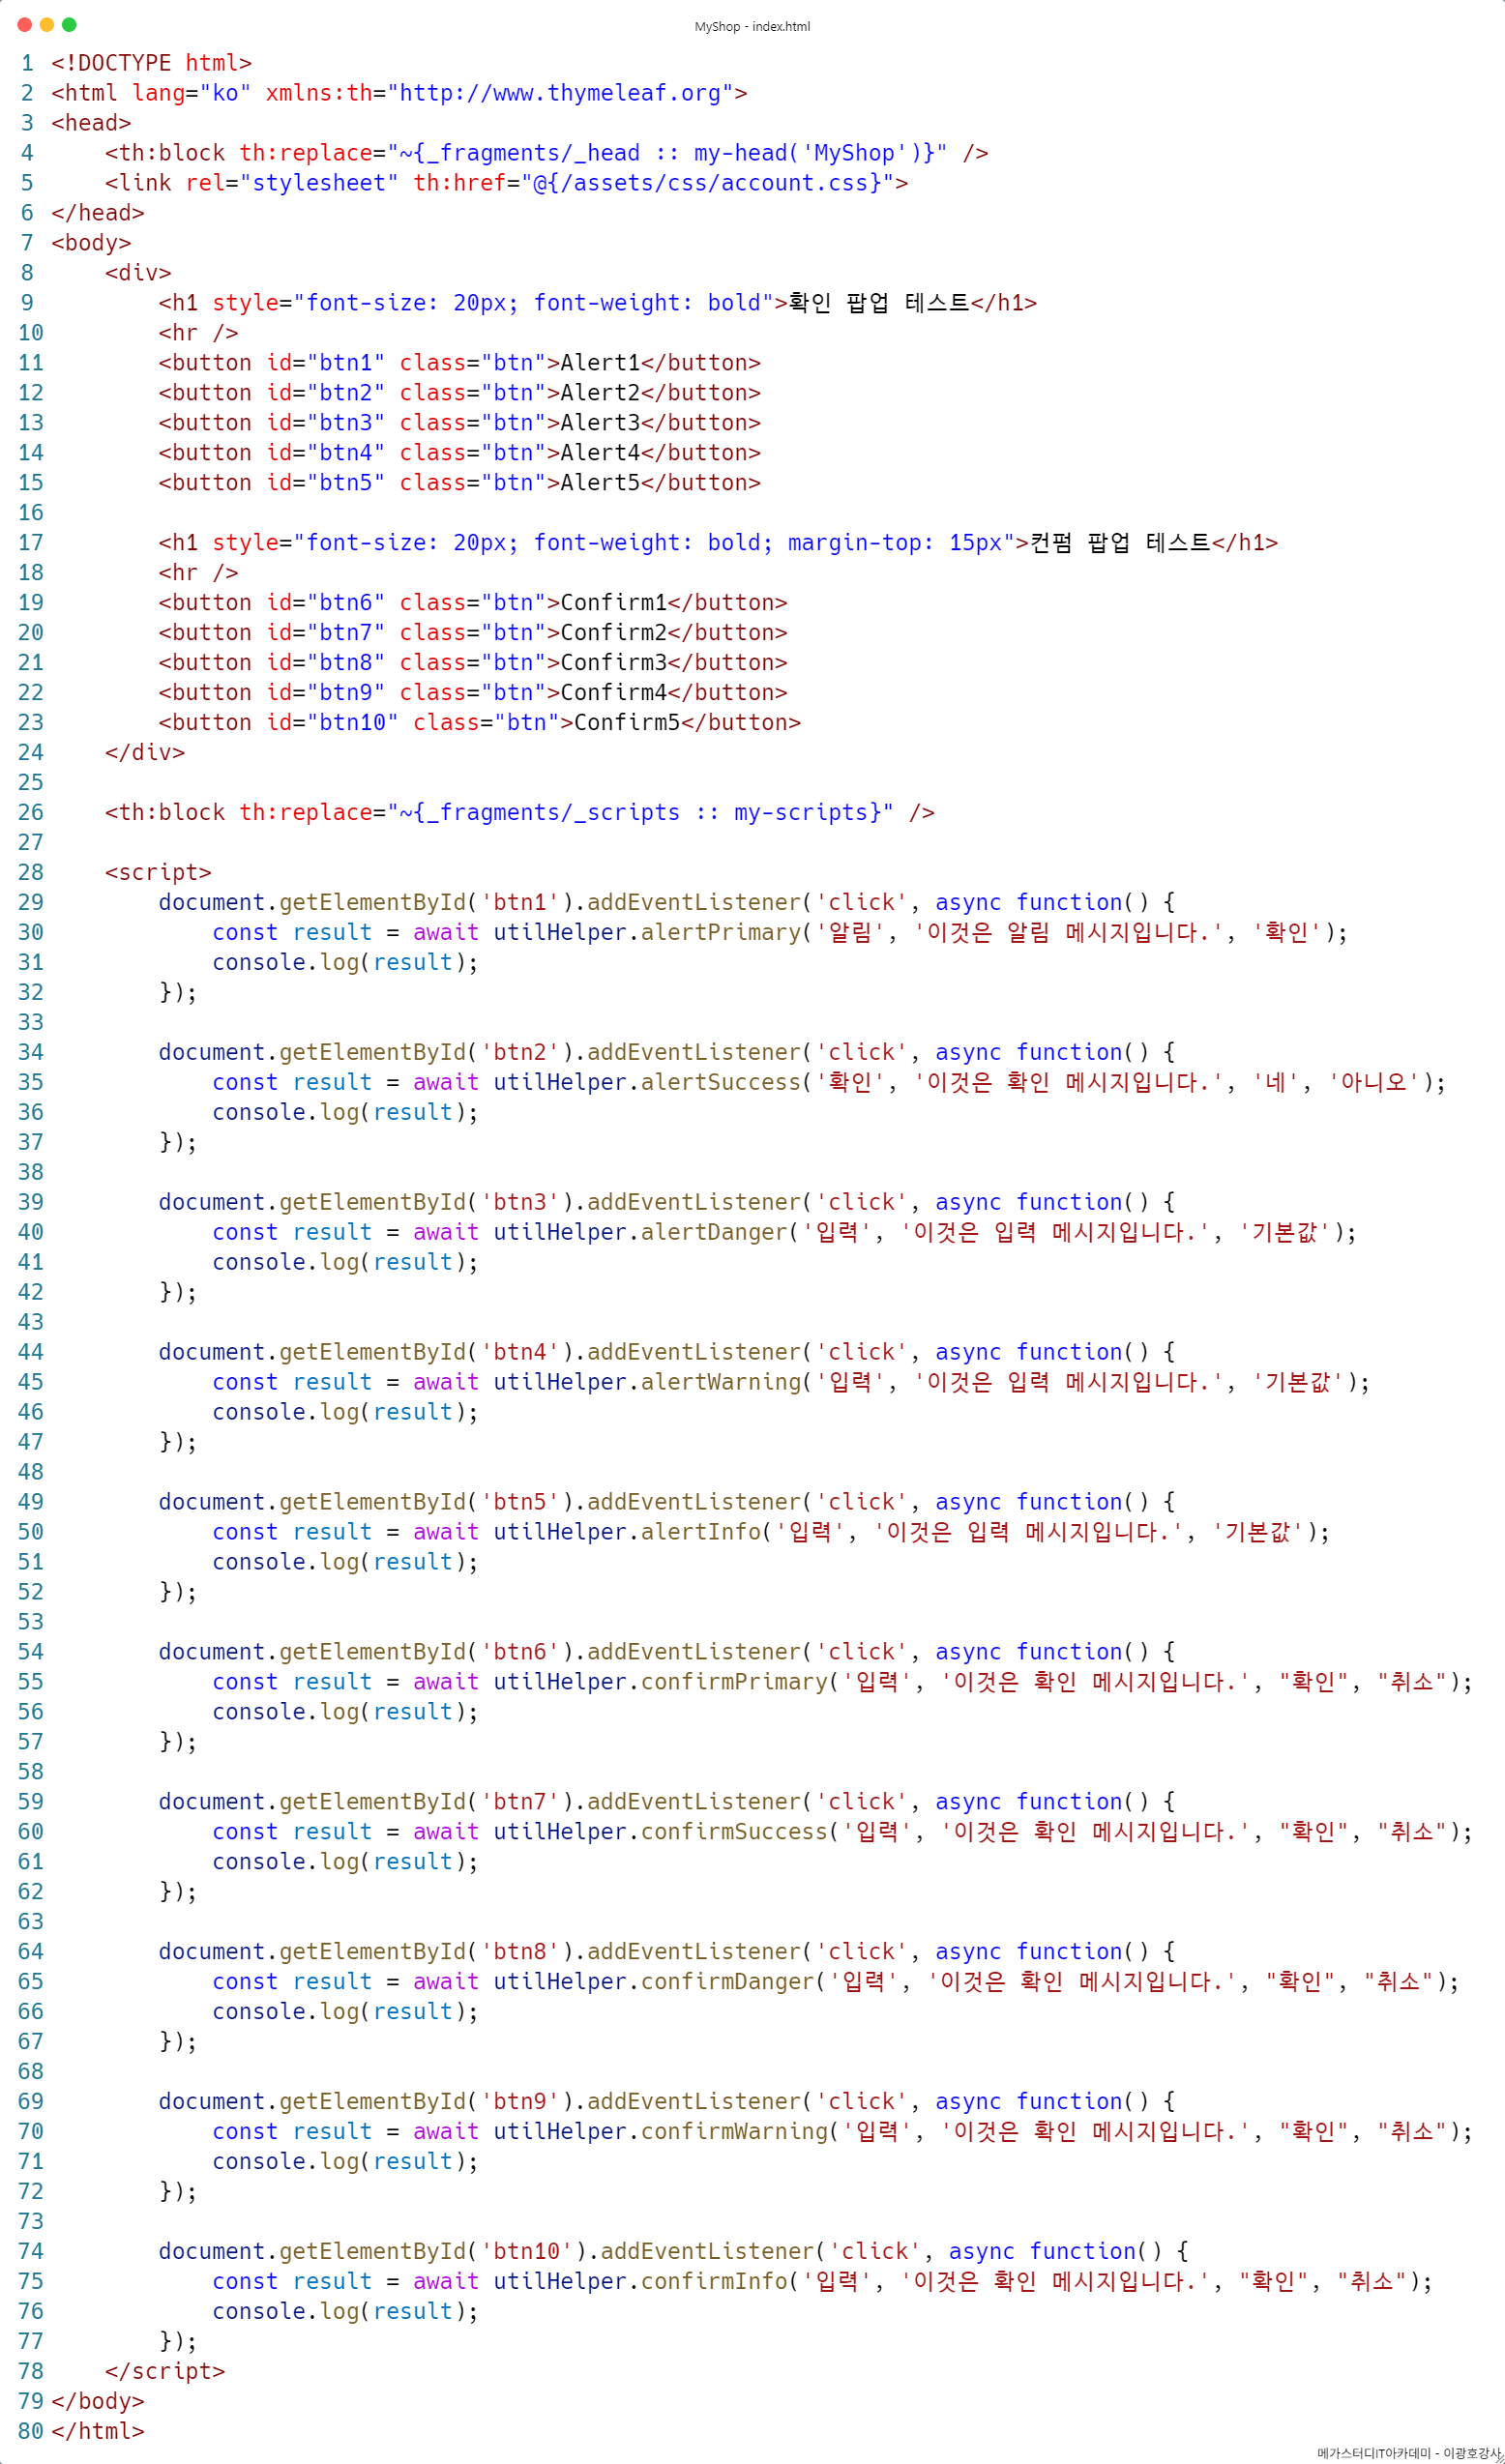 MyShop - index.html
1 <!DOCTYPE html>
2 <html lang="ko" xmlns:th="http://www.thymeleaf.org">
3 <head>
4     <th:block th:replace="~{_fragments/_head :: my-head('MyShop')}" />
5     <link rel="stylesheet" th:href="@{/assets/css/account.css}">
6 </head>
7 <body>
8     <div>
9         <h1 style="font-size: 20px; font-weight: bold">확인 팝업 테스트</h1>
10         <hr />
11         <button id="btn1" class="btn">Alert1</button>
12         <button id="btn2" class="btn">Alert2</button>
13         <button id="btn3" class="btn">Alert3</button>
14         <button id="btn4" class="btn">Alert4</button>
15         <button id="btn5" class="btn">Alert5</button>
16
17         <h1 style="font-size: 20px; font-weight: bold; margin-top: 15px">컨펌 팝업 테스트</h1>
18         <hr />
19         <button id="btn6" class="btn">Confirm1</button>
20         <button id="btn7" class="btn">Confirm2</button>
21         <button id="btn8" class="btn">Confirm3</button>
22         <button id="btn9" class="btn">Confirm4</button>
23         <button id="btn10" class="btn">Confirm5</button>
24     </div>
25
26     <th:block th:replace="~{_fragments/_scripts :: my-scripts}" />
27
28     <script>
29         document.getElementById('btn1').addEventListener('click', async function() {
30             const result = await utilHelper.alertPrimary('알림', '이것은 알림 메시지입니다.', '확인');
31             console.log(result);
32         });
33
34         document.getElementById('btn2').addEventListener('click', async function() {
35             const result = await utilHelper.alertSuccess('확인', '이것은 확인 메시지입니다.', '네', '아니오');
36             console.log(result);
37         });
38
39         document.getElementById('btn3').addEventListener('click', async function() {
40             const result = await utilHelper.alertDanger('입력', '이것은 입력 메시지입니다.', '기본값');
41             console.log(result);
42         });
43
44         document.getElementById('btn4').addEventListener('click', async function() {
45             const result = await utilHelper.alertWarning('입력', '이것은 입력 메시지입니다.', '기본값');
46             console.log(result);
47         });
48
49         document.getElementById('btn5').addEventListener('click', async function() {
50             const result = await utilHelper.alertInfo('입력', '이것은 입력 메시지입니다.', '기본값');
51             console.log(result);
52         });
53
54         document.getElementById('btn6').addEventListener('click', async function() {
55             const result = await utilHelper.confirmPrimary('입력', '이것은 확인 메시지입니다.', "확인", "취소");
56             console.log(result);
57         });
58
59         document.getElementById('btn7').addEventListener('click', async function() {
60             const result = await utilHelper.confirmSuccess('입력', '이것은 확인 메시지입니다.', "확인", "취소");
61             console.log(result);
62         });
63
64         document.getElementById('btn8').addEventListener('click', async function() {
65             const result = await utilHelper.confirmDanger('입력', '이것은 확인 메시지입니다.', "확인", "취소");
66             console.log(result);
67         });
68
69         document.getElementById('btn9').addEventListener('click', async function() {
70             const result = await utilHelper.confirmWarning('입력', '이것은 확인 메시지입니다.', "확인", "취소");
71             console.log(result);
72         });
73
74         document.getElementById('btn10').addEventListener('click', async function() {
75             const result = await utilHelper.confirmInfo('입력', '이것은 확인 메시지입니다.', "확인", "취소");
76             console.log(result);
77         });
78     </script>
79 </body>
80 </html>
메가스터디IT아카데미 - 이광호강사